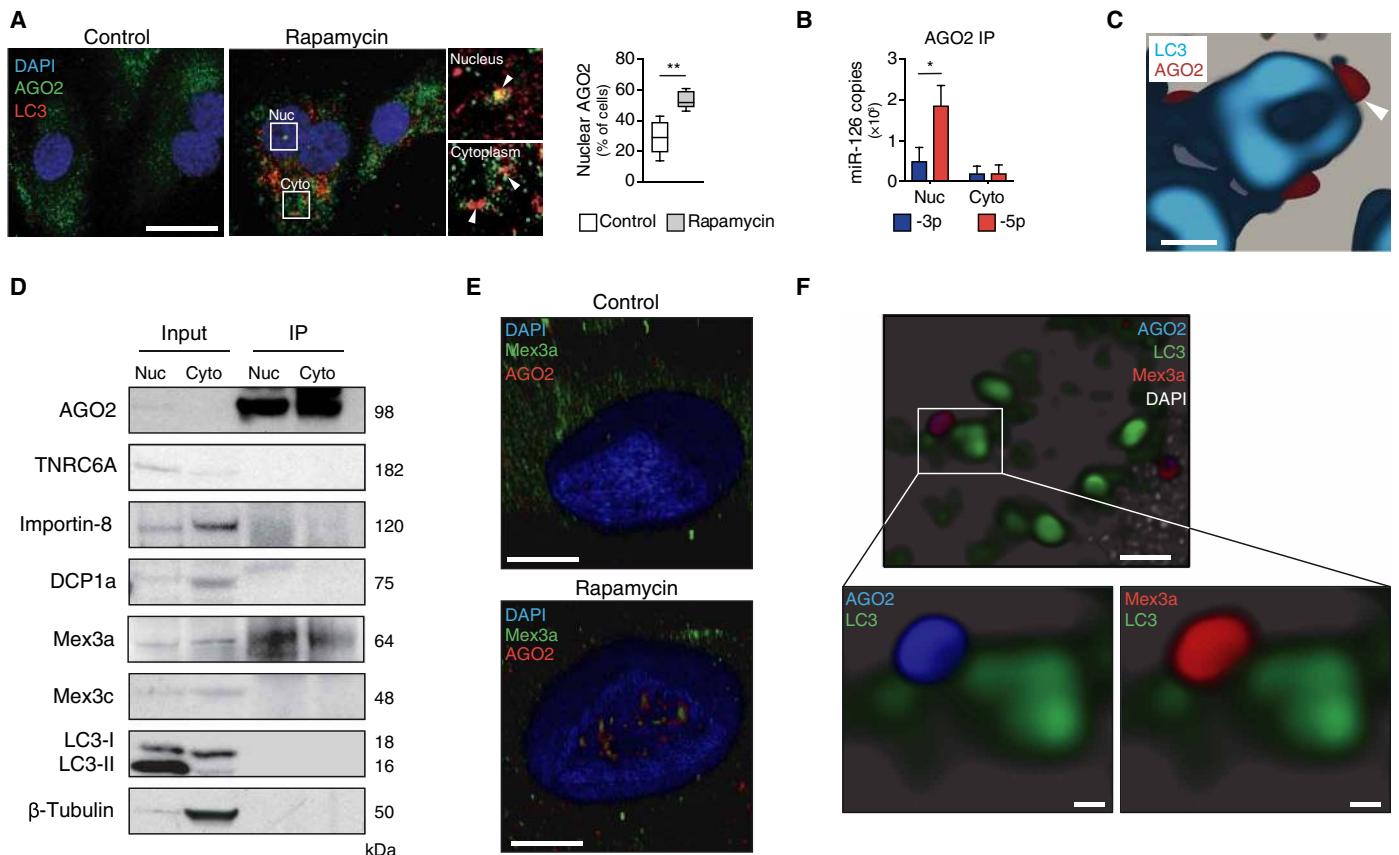 A
Control
Rapamycin
DAPI
AGO2
LC3
Nuc
Cyto
Nucleus
Cytoplasm
Nuclear AGO2
(% of cells)
80
60
40
20
0
**
Control
Rapamycin
B
AGO2 IP
miR-126 copies
(×10⁶)
3
2
1
0
*
Nuc
Cyto
-3p
-5p
C
LC3
AGO2
D
Input
IP
Nuc
Cyto
Nuc
Cyto
AGO2
98
TNRC6A
182
Importin-8
120
DCP1a
75
Mex3a
64
Mex3c
48
LC3-I
18
LC3-II
16
β-Tubulin
50
kDa
E
Control
DAPI
Mex3a
AGO2
Rapamycin
DAPI
Mex3a
AGO2
F
AGO2
LC3
Mex3a
DAPI
AGO2
LC3
Mex3a
LC3